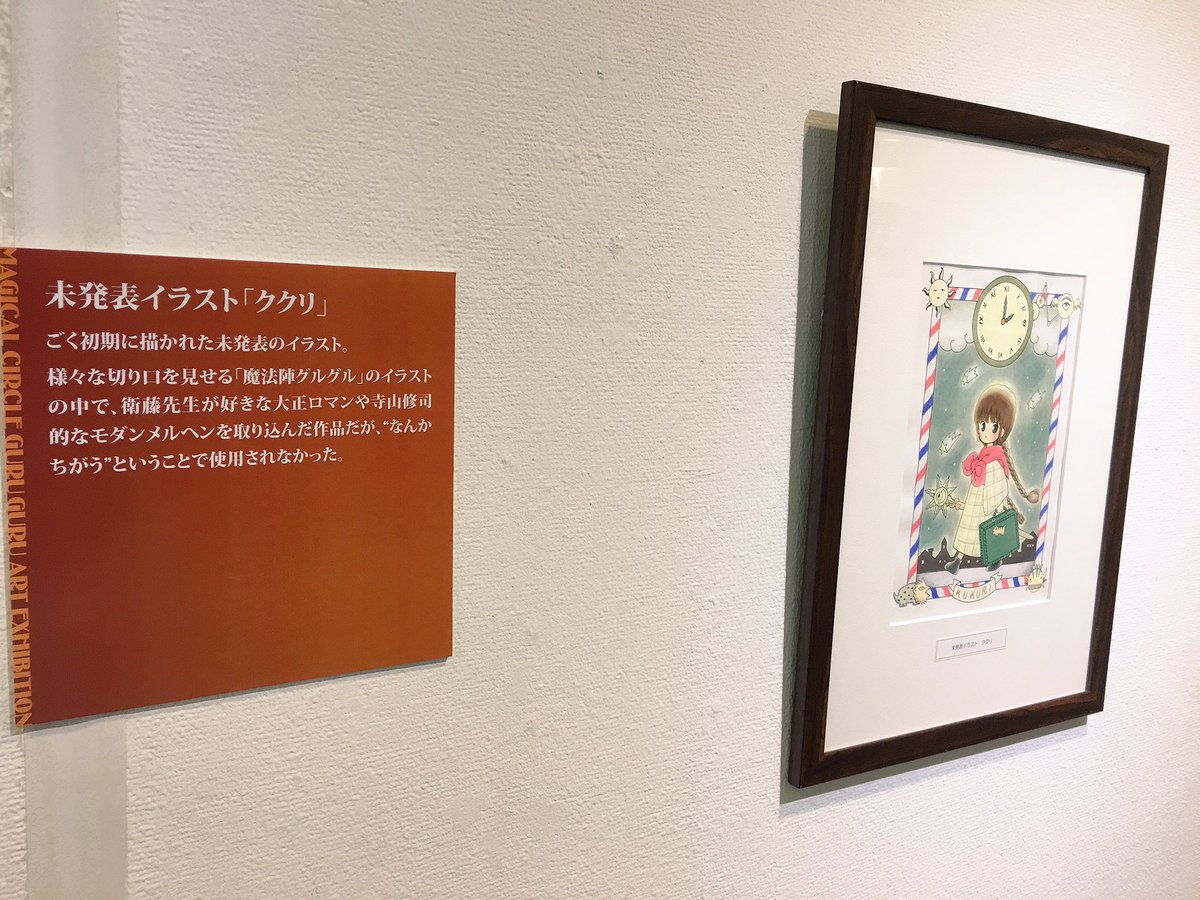 MAGICAL CIRCLE GURU GURU ART EXHIBITION
未発表イラスト「ククリ」
ごく初期に描かれた未発表のイラスト。
様々な切り口を見せる「魔法陣グルグル」のイラスト
の中で、衛藤先生が好きな大正ロマンや寺山修司
的なモダンメルヘンを取り込んだ作品だが、“なんか
ちがう”ということで使用されなかった。
KUKURI
未発表イラスト ククリ